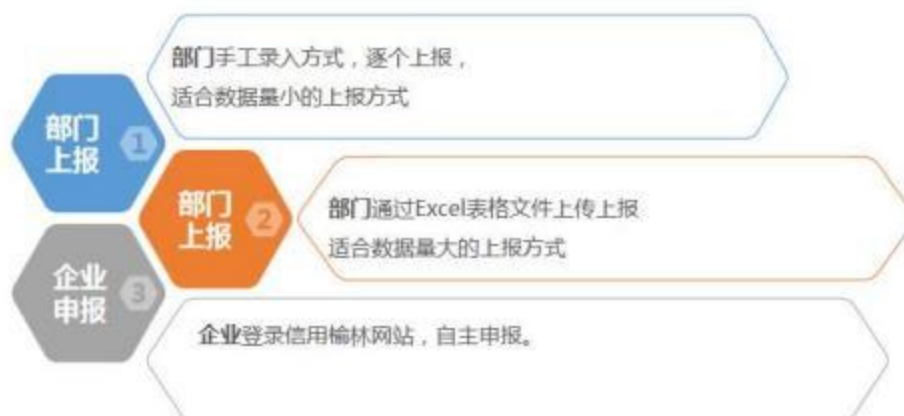 部门手工录入方式，逐个上报，
适合数据量小的上报方式
部门
上报
1
部门
上报
2
部门通过Excel表格文件上传上报
适合数据量大的上报方式
企业
申报
3
企业登录信用榆林网站，自主申报。